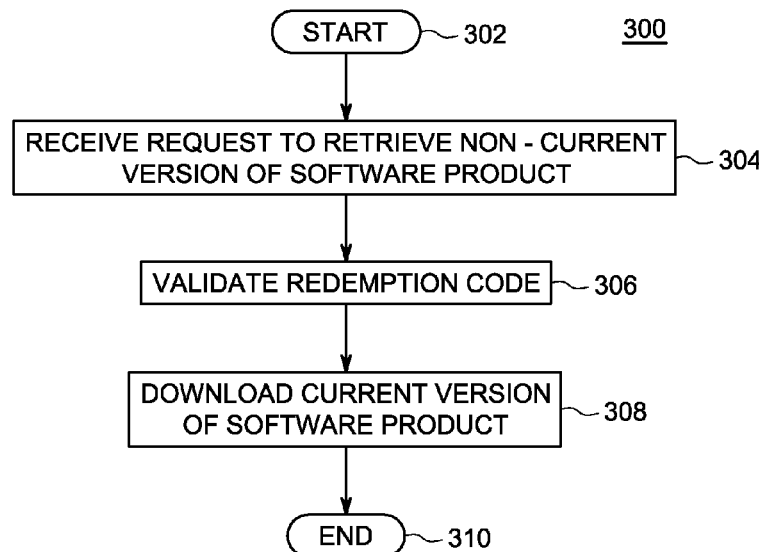 START
302
300
RECEIVE REQUEST TO RETRIEVE NON - CURRENT
VERSION OF SOFTWARE PRODUCT
304
VALIDATE REDEMPTION CODE
306
DOWNLOAD CURRENT VERSION
OF SOFTWARE PRODUCT
308
END
310